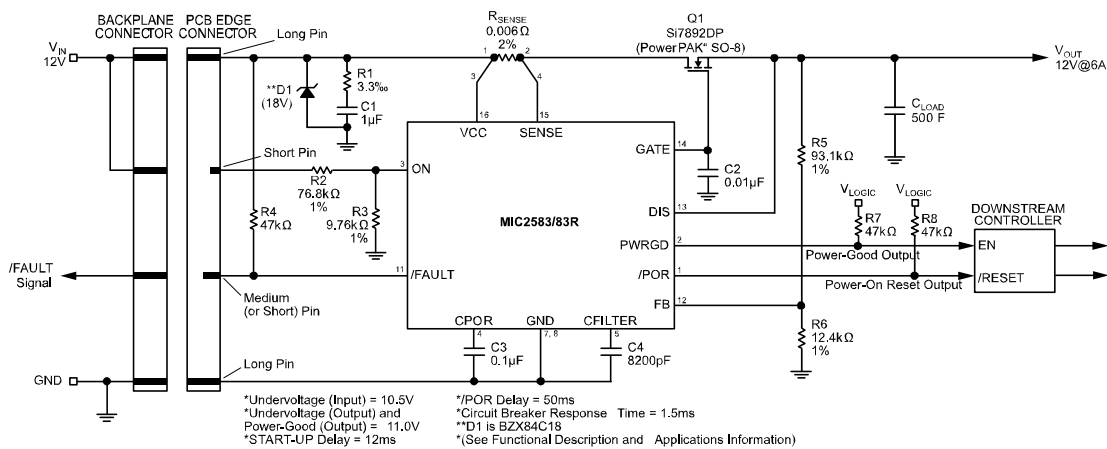 BACKPLANE CONNECTOR
PCB EDGE CONNECTOR
Long Pin
RSENSE
0.006Ω
2%
Q1
Si7892DP
(PowerPAK“ SO-8)
VIN
12V
VOUT
12V@6A
1
2
3
4
**D1
(18V)
R1
3.3‰
C1
1µF
16
15
VCC
SENSE
CLOAD
500 F
Short Pin
3
ON
R2
76.8kΩ
1%
R3
9.76kΩ
1%
R4
47kΩ
GATE
14
C2
0.01µF
R5
93.1kΩ
1%
MIC2583/83R
DIS
13
VLOGIC
VLOGIC
R7
47kΩ
R8
47kΩ
DOWNSTREAM
CONTROLLER
PWRGD
2
EN
Power-Good Output
/FAULT
Signal
11
/FAULT
/POR
1
/RESET
Power-On Reset Output
Medium
(or Short) Pin
FB
12
CPOR
GND
CFILTER
4
7, 8
5
R6
12.4kΩ
1%
C3
0.1µF
C4
8200pF
Long Pin
GND
*Undervoltage (Input) = 10.5V
*Undervoltage (Output) and
Power-Good (Output) = 11.0V
*START-UP Delay = 12ms
*/POR Delay = 50ms
*Circuit Breaker Response Time = 1.5ms
**D1 is BZX84C18
*(See Functional Description and Applications Information)